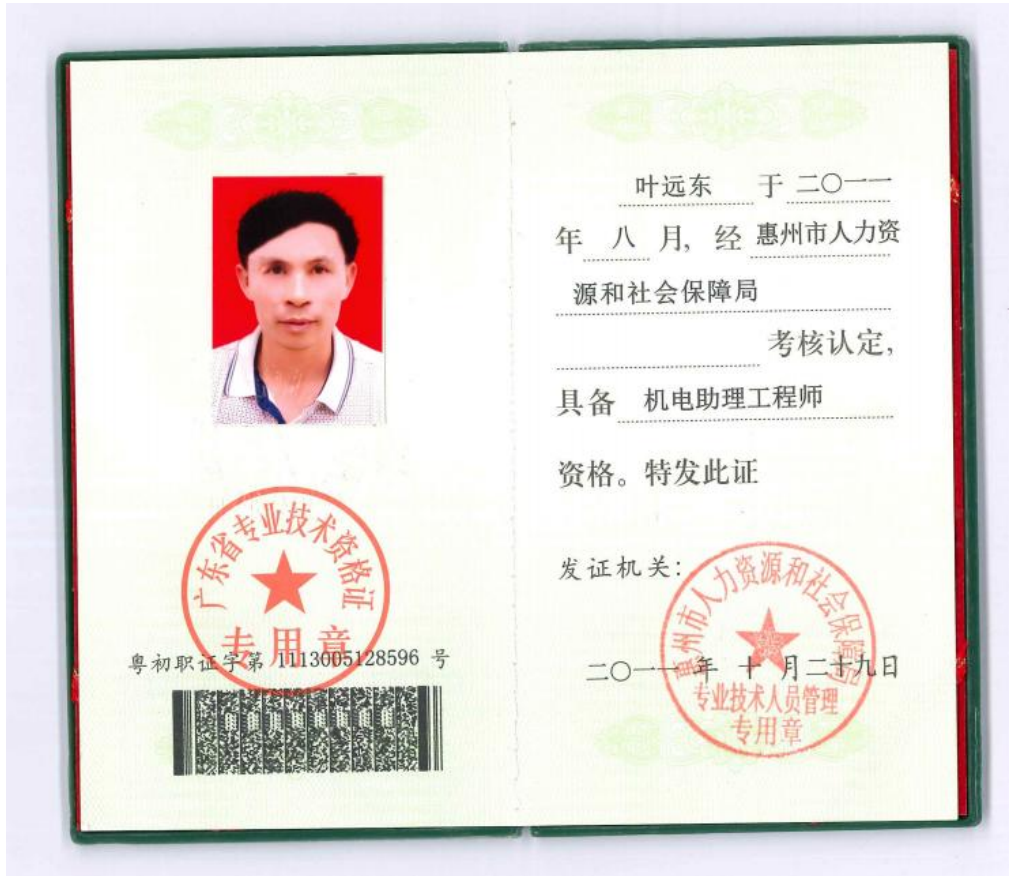 广东省专业技术资格证
专用章
粤初职证字第 1113005128596 号
叶远东 于 二〇一一
年 八 月, 经 惠州市人力资
源和社会保障局
考核认定,
具备 机电助理工程师
资格。特发此证
发证机关:
惠州市人力资源和社会保障局
二〇一一年 十 月二十九日
专业技术人员管理
专用章